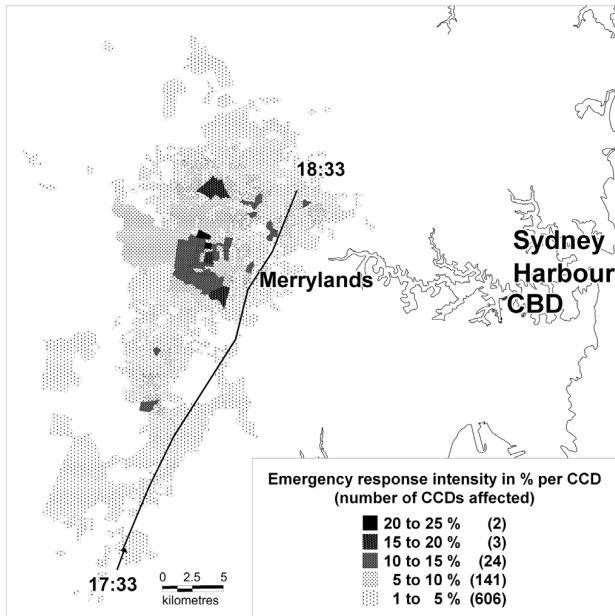 18:33
Sydney
Harbour
Merrylands
CBD
17:33
0 2.5 5
kilometres
Emergency response intensity in % per CCD
(number of CCDs affected)
20 to 25 % (2)
15 to 20 % (3)
10 to 15 % (24)
5 to 10 % (141)
1 to 5 % (606)